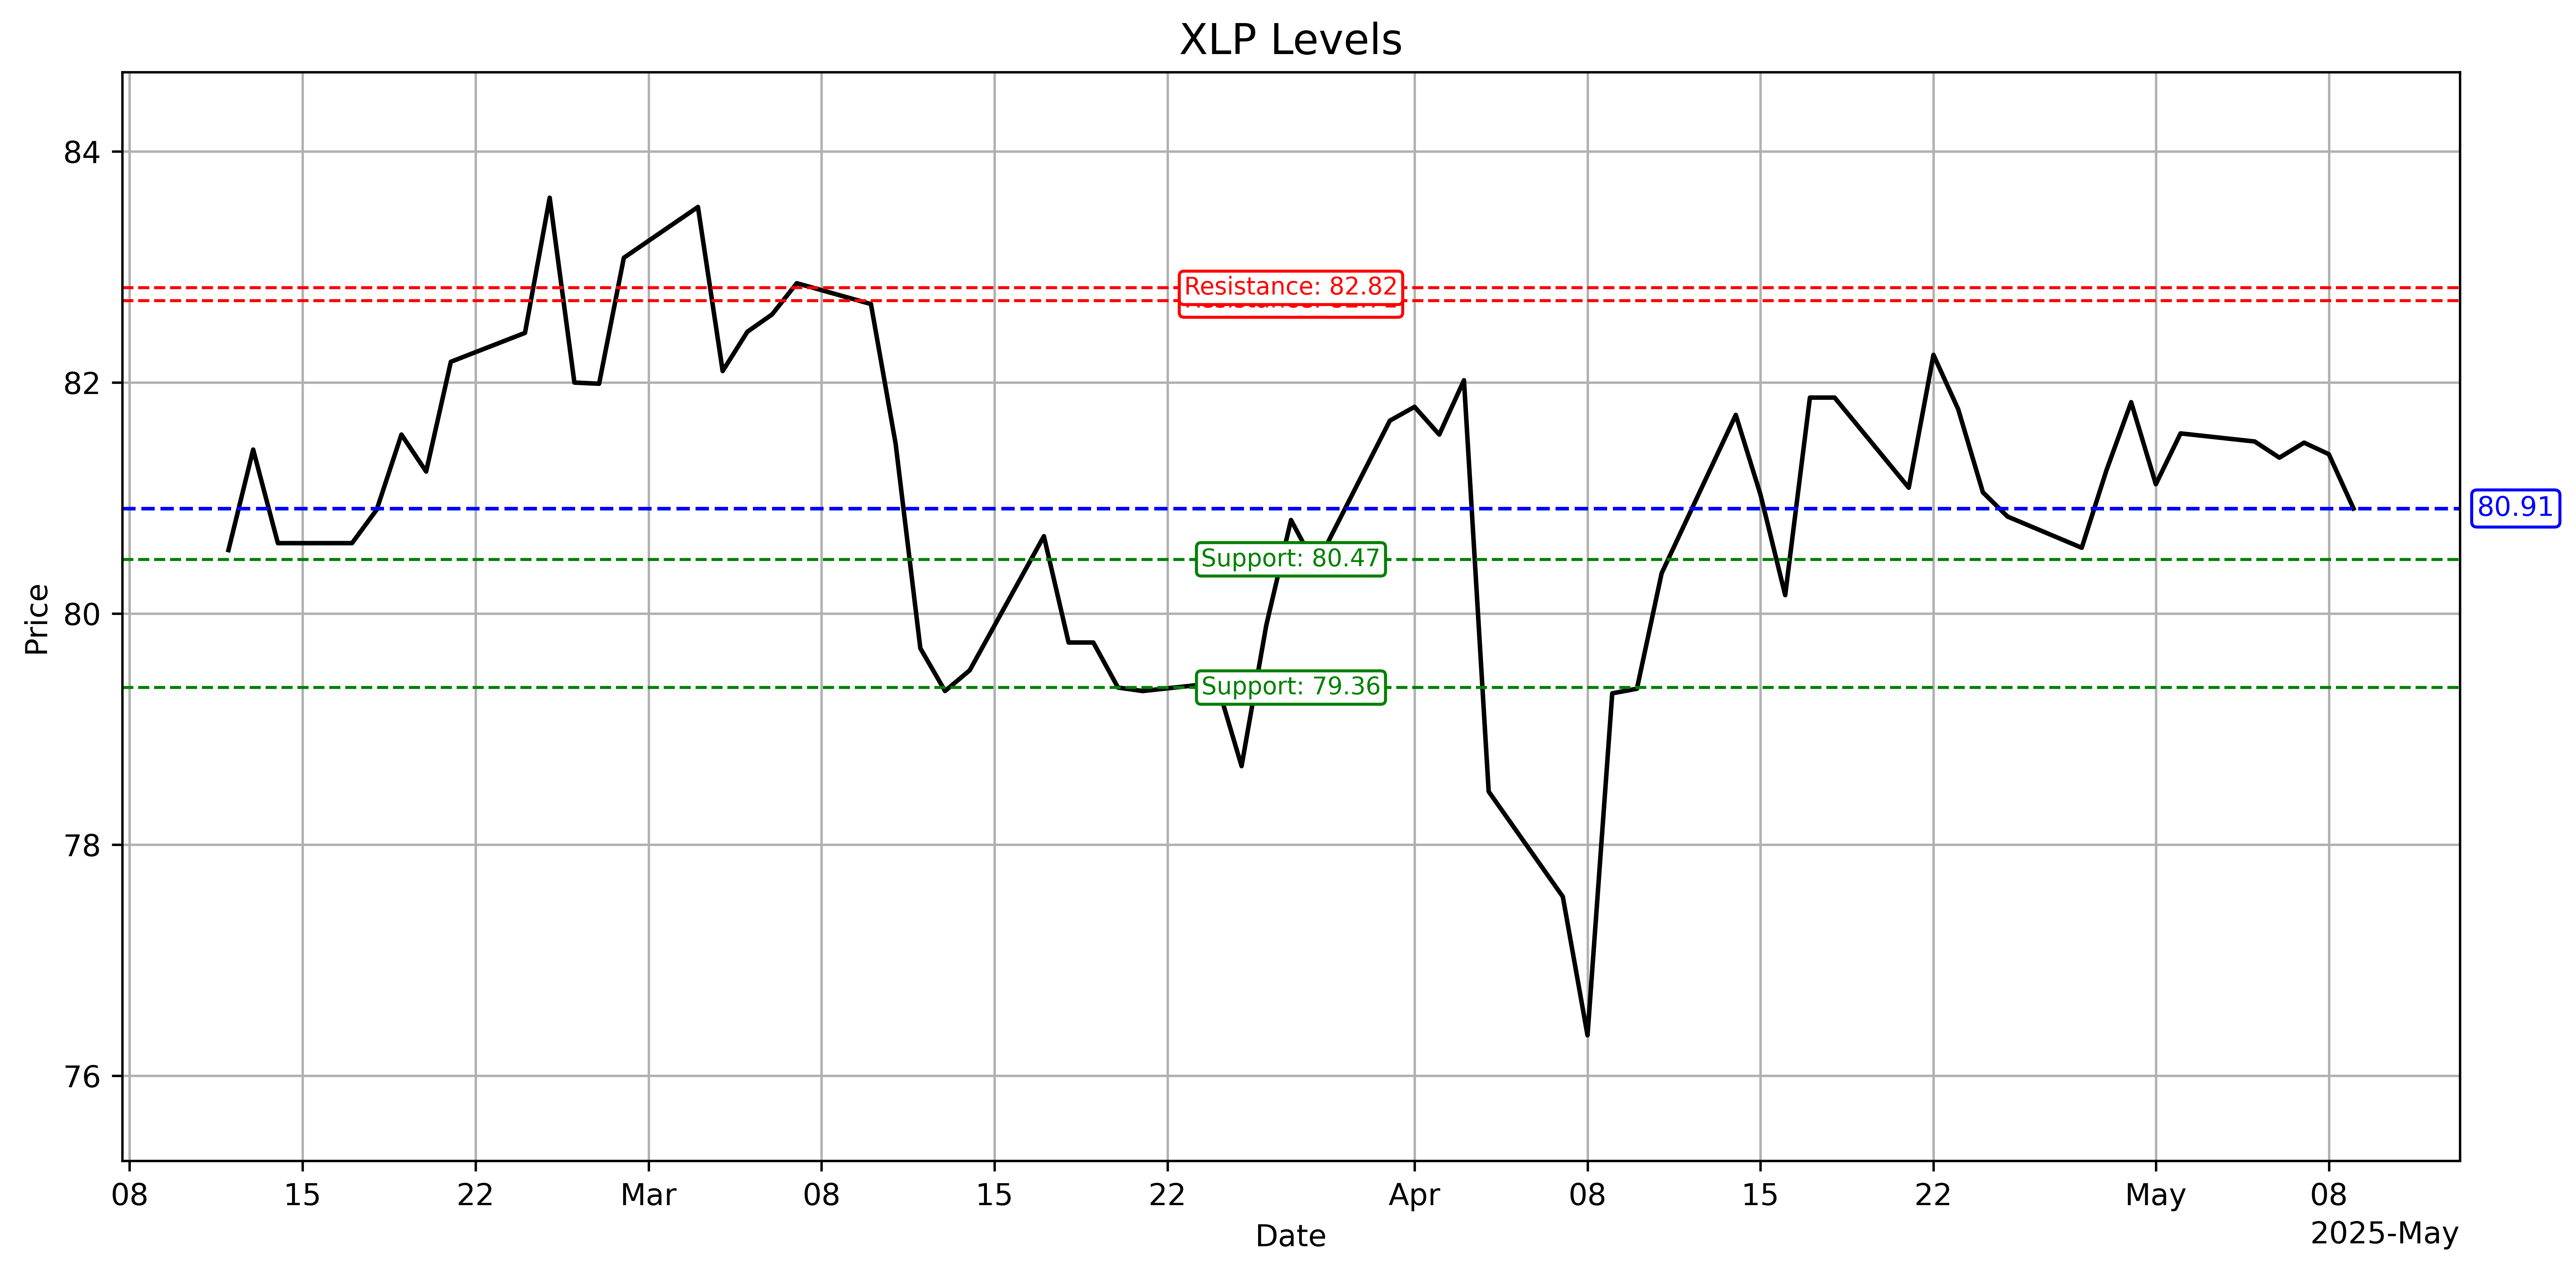 XLP Levels
84
82
80
78
76
Price
Resistance: 82.82
80.91
Support: 80.47
Support: 79.36
08 15 22 Mar 08 15 22 Apr 08 15 22 May 08
Date
2025-May